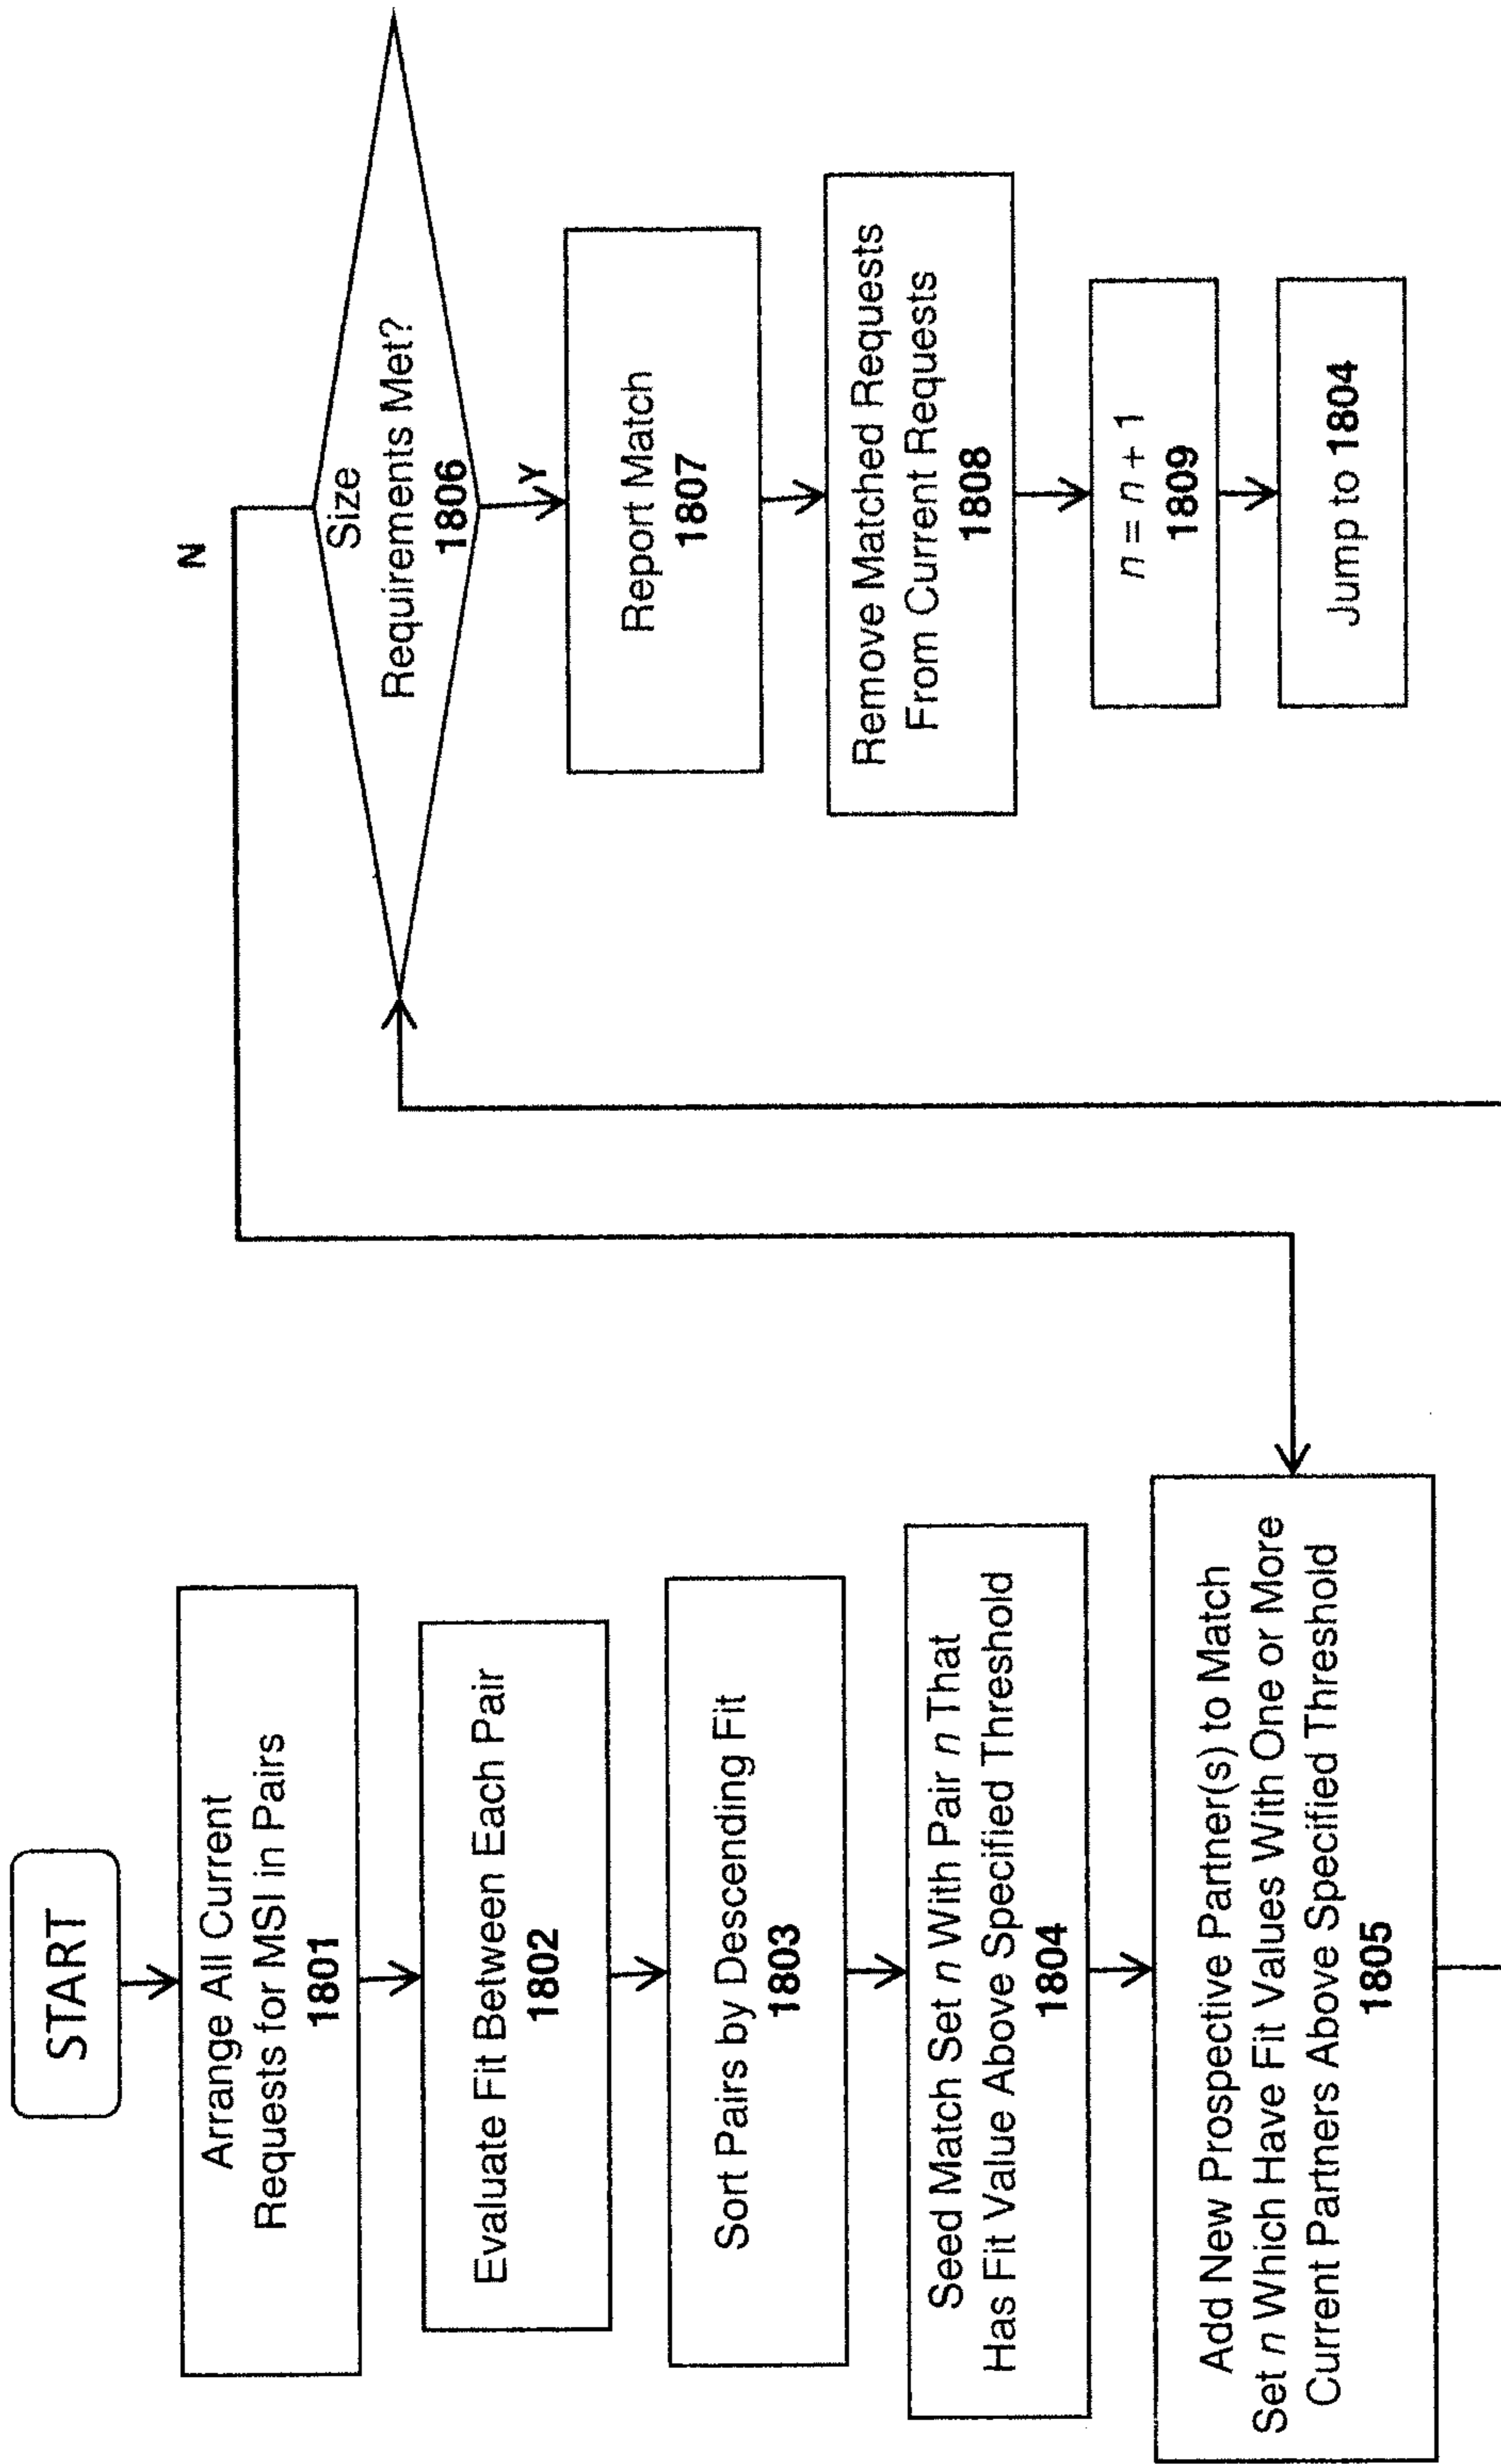 START
Arrange All Current
Requests for MSI in Pairs
1801
Evaluate Fit Between Each Pair
1802
Sort Pairs by Descending Fit
1803
Seed Match Set n With Pair n That
Has Fit Value Above Specified Threshold
1804
Add New Prospective Partner(s) to Match
Set n Which Have Fit Values With One or More
Current Partners Above Specified Threshold
1805
N
Size
Requirements Met?
1806
Y
Report Match
1807
Remove Matched Requests
From Current Requests
1808
n = n + 1
1809
Jump to 1804